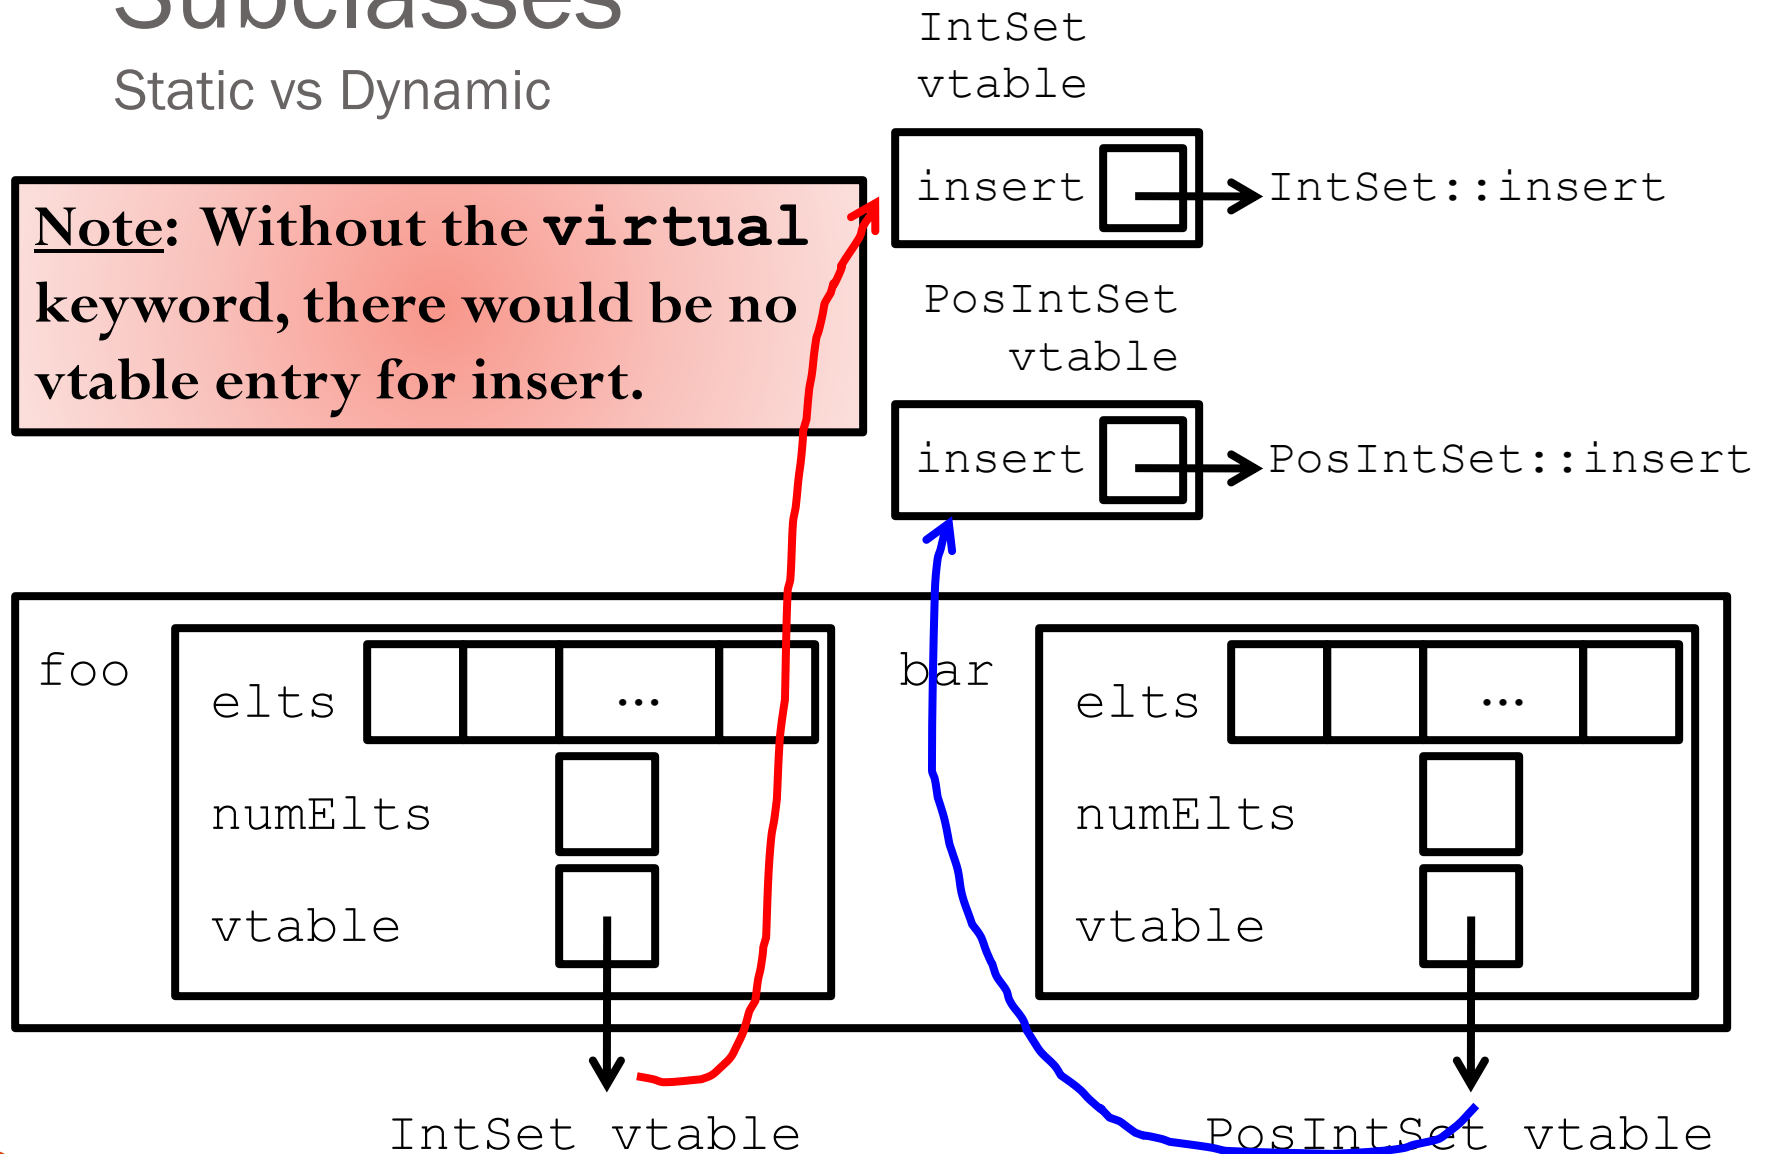 Subclasses
Static vs Dynamic
IntSet
vtable
insert
IntSet::insert
Note: Without the virtual
keyword, there would be no
vtable entry for insert.
PosIntSet
vtable
insert
PosIntSet::insert
foo
elts
...
numElts
vtable
IntSet vtable
bar
elts
...
numElts
vtable
PosIntSet vtable